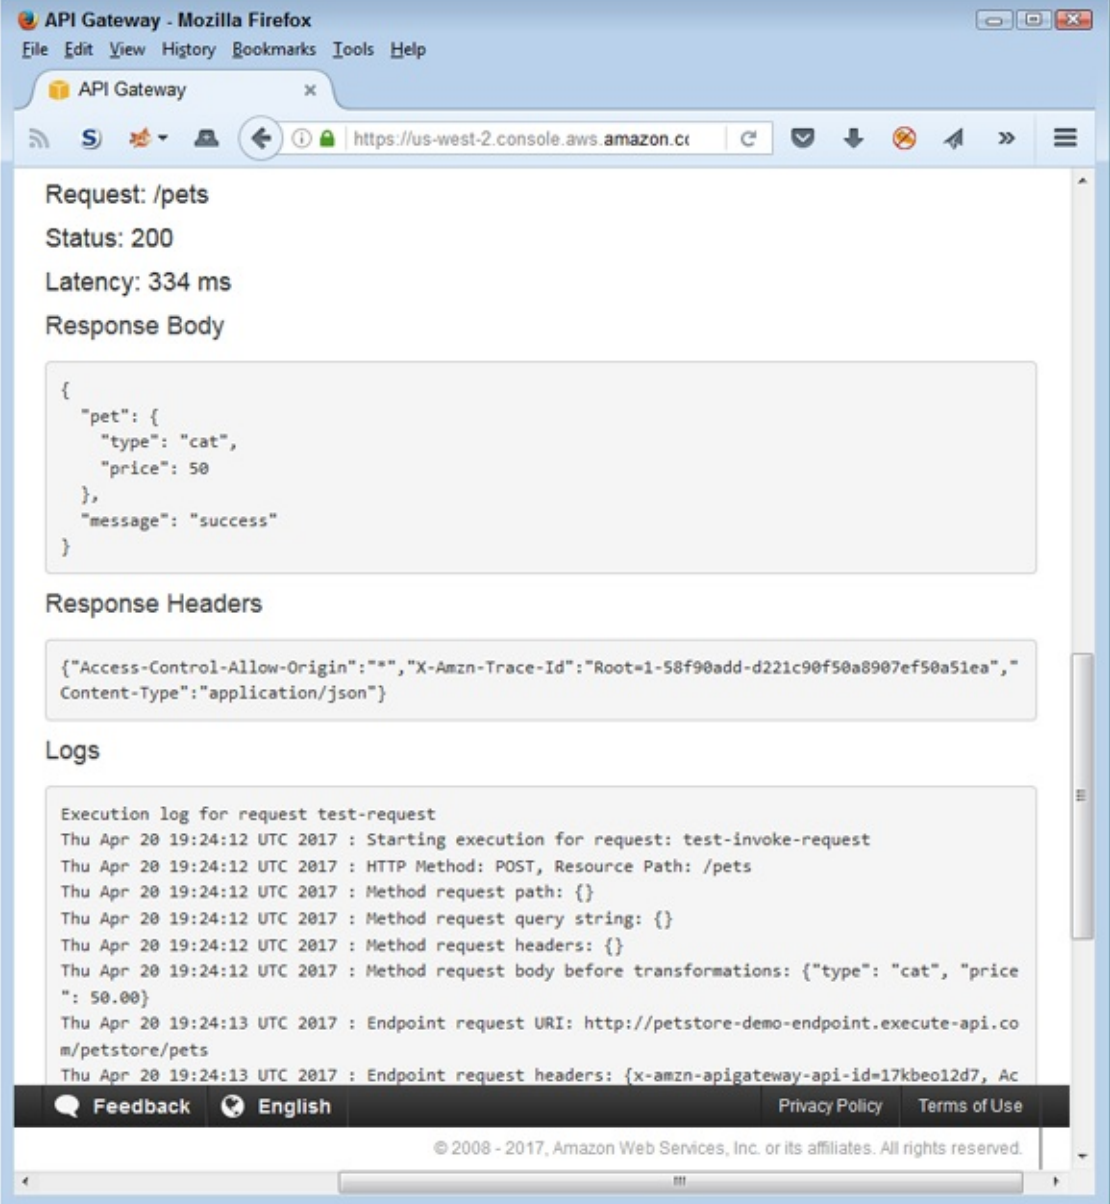 API Gateway - Mozilla Firefox
File Edit View History Bookmarks Tools Help
API Gateway
https://us-west-2.console.aws.amazon.cc
Request: /pets
Status: 200
Latency: 334 ms
Response Body
{
"pet": {
"type": "cat",
"price": 50
},
"message": "success"
}
Response Headers
{"Access-Control-Allow-Origin":"*","X-Amzn-Trace-Id":"Root=1-58f90add-d221c90f50a8907ef50a51ea","
Content-Type":"application/json"}
Logs
Execution log for request test-request
Thu Apr 20 19:24:12 UTC 2017 : Starting execution for request: test-invoke-request
Thu Apr 20 19:24:12 UTC 2017 : HTTP Method: POST, Resource Path: /pets
Thu Apr 20 19:24:12 UTC 2017 : Method request path: {}
Thu Apr 20 19:24:12 UTC 2017 : Method request query string: {}
Thu Apr 20 19:24:12 UTC 2017 : Method request headers: {}
Thu Apr 20 19:24:12 UTC 2017 : Method request body before transformations: {"type": "cat", "price
": 50.00}
Thu Apr 20 19:24:13 UTC 2017 : Endpoint request URI: http://petstore-demo-endpoint.execute-api.co
m/petstore/pets
Thu Apr 20 19:24:13 UTC 2017 : Endpoint request headers: {x-amzn-apigateway-api-id=17kbeo12d7, Ac
Feedback English Privacy Policy Terms of Use
© 2008 - 2017, Amazon Web Services, Inc. or its affiliates. All rights reserved.